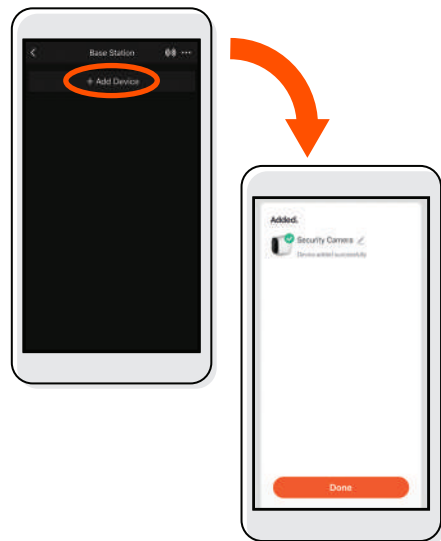 Base Station
+ Add Device
Added.
Security Camera
Device added successfully
Done